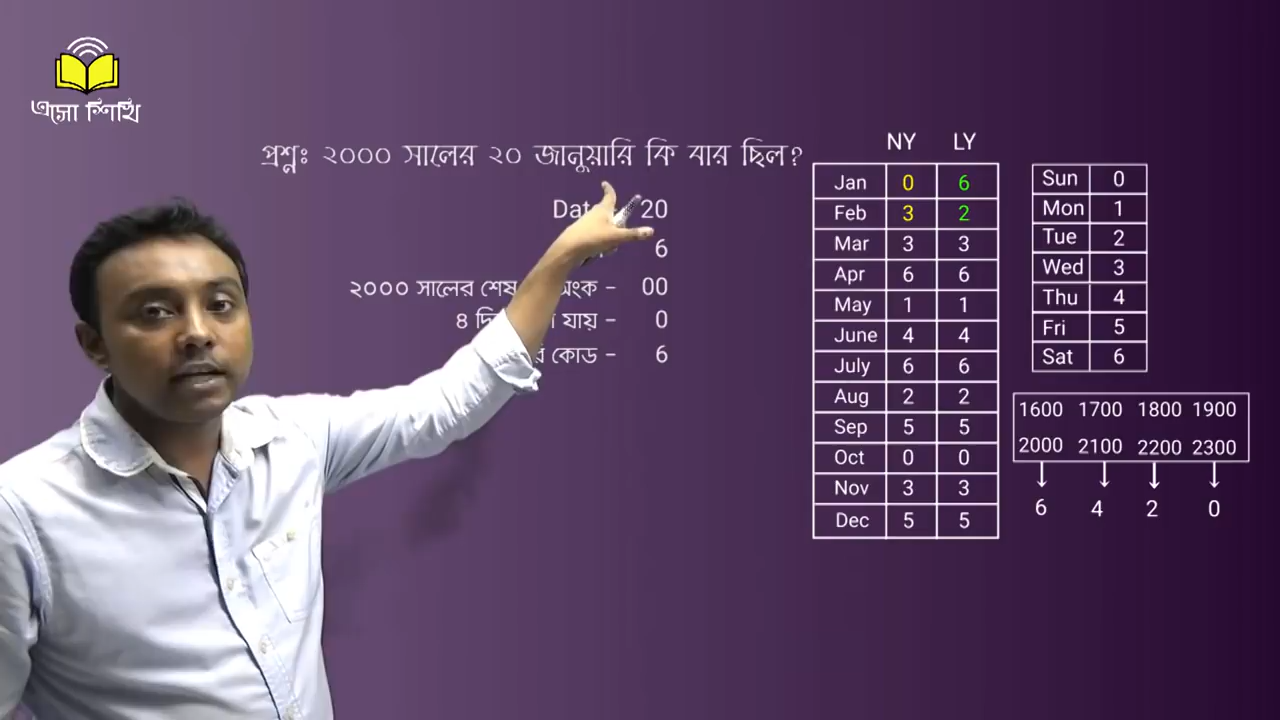 এসো শিখি
প্রশ্নঃ ২০০০ সালের ২০ জানুয়ারি কি বার ছিল?
20
6
২০০০ সালের শেষ অংক – 00
৪ যায় – 0
কোড – 6
NY LY
Jan 0 6
Feb 3 2
Mar 3 3
Apr 6 6
May 1 1
June 4 4
July 6 6
Aug 2 2
Sep 5 5
Oct 0 0
Nov 3 3
Dec 5 5
Sun 0
Mon 1
Tue 2
Wed 3
Thu 4
Fri 5
Sat 6
1600 1700 1800 1900
2000 2100 2200 2300
6 4 2 0